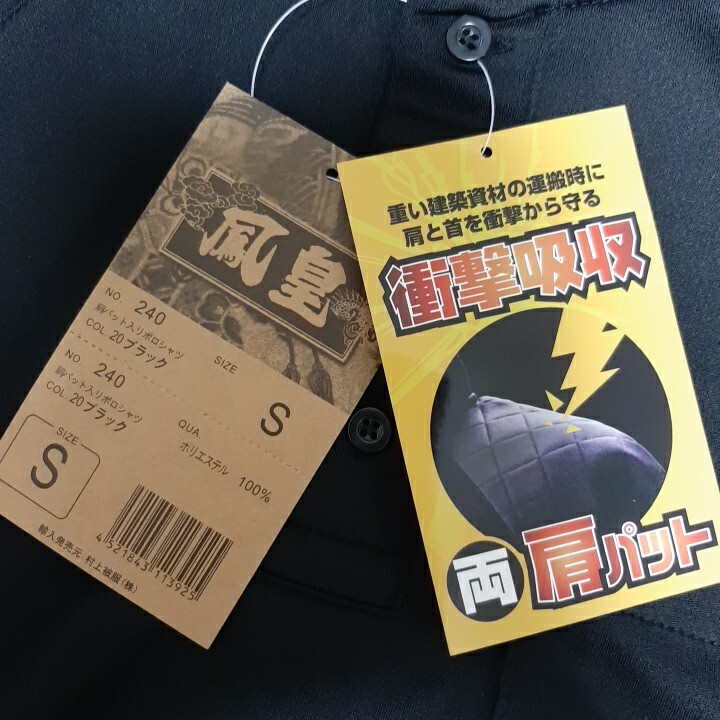 鳳皇
NO. 240
肩パット入りポロシャツ
COL. 20ブラック
SIZE
S
NO. 240
肩パット入りポロシャツ
COL. 20ブラック
QUA.
ポリエステル 100%
SIZE
S
4 521843 113925
輸入発売元 村上被服(株)
重い建築資材の運搬時に
肩と首を衝撃から守る
衝撃吸収
両肩パット